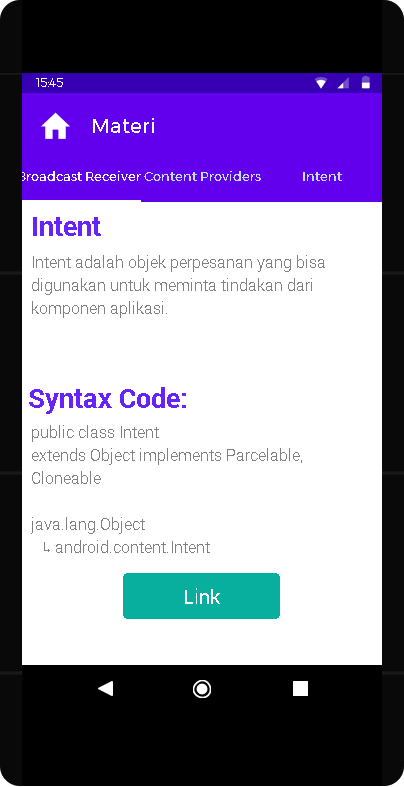 15:45
Materi
Broadcast Receiver Content Providers Intent
Intent
Intent adalah objek perpesanan yang bisa
digunakan untuk meminta tindakan dari
komponen aplikasi.
Syntax Code:
public class Intent
extends Object implements Parcelable,
Cloneable
java.lang.Object
↳ android.content.Intent
Link